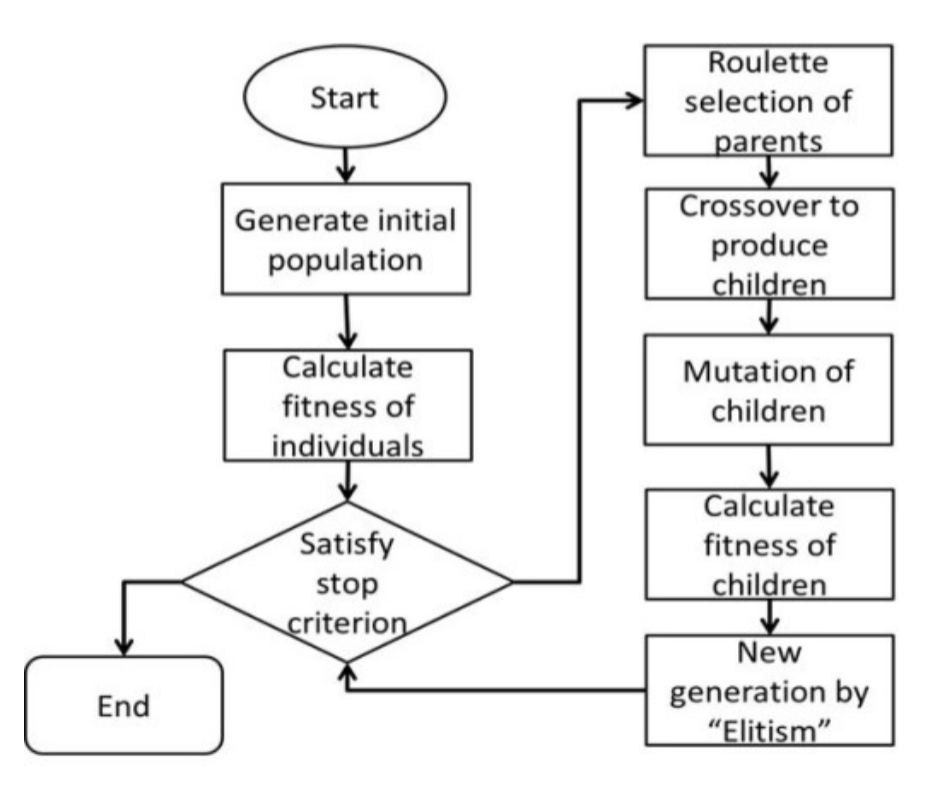 Start
Generate initial
population
Calculate
fitness of
individuals
Satisfy
stop
criterion
End
Roulette
selection of
parents
Crossover to
produce
children
Mutation of
children
Calculate
fitness of
children
New
generation by
“Elitism”